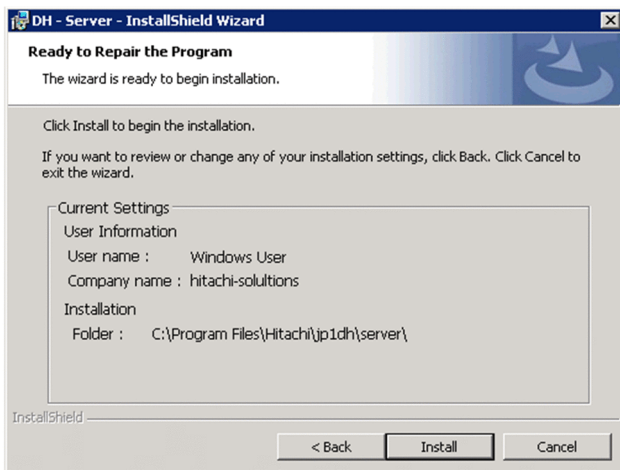 DH - Server - InstallShield Wizard
Ready to Repair the Program
The wizard is ready to begin installation.
Click Install to begin the installation.
If you want to review or change any of your installation settings, click Back. Click Cancel to
exit the wizard.
Current Settings
User Information
User name : Windows User
Company name : hitachi-solultions
Installation
Folder : C:\Program Files\Hitachi\jp1dh\server\
InstallShield
< Back Install Cancel